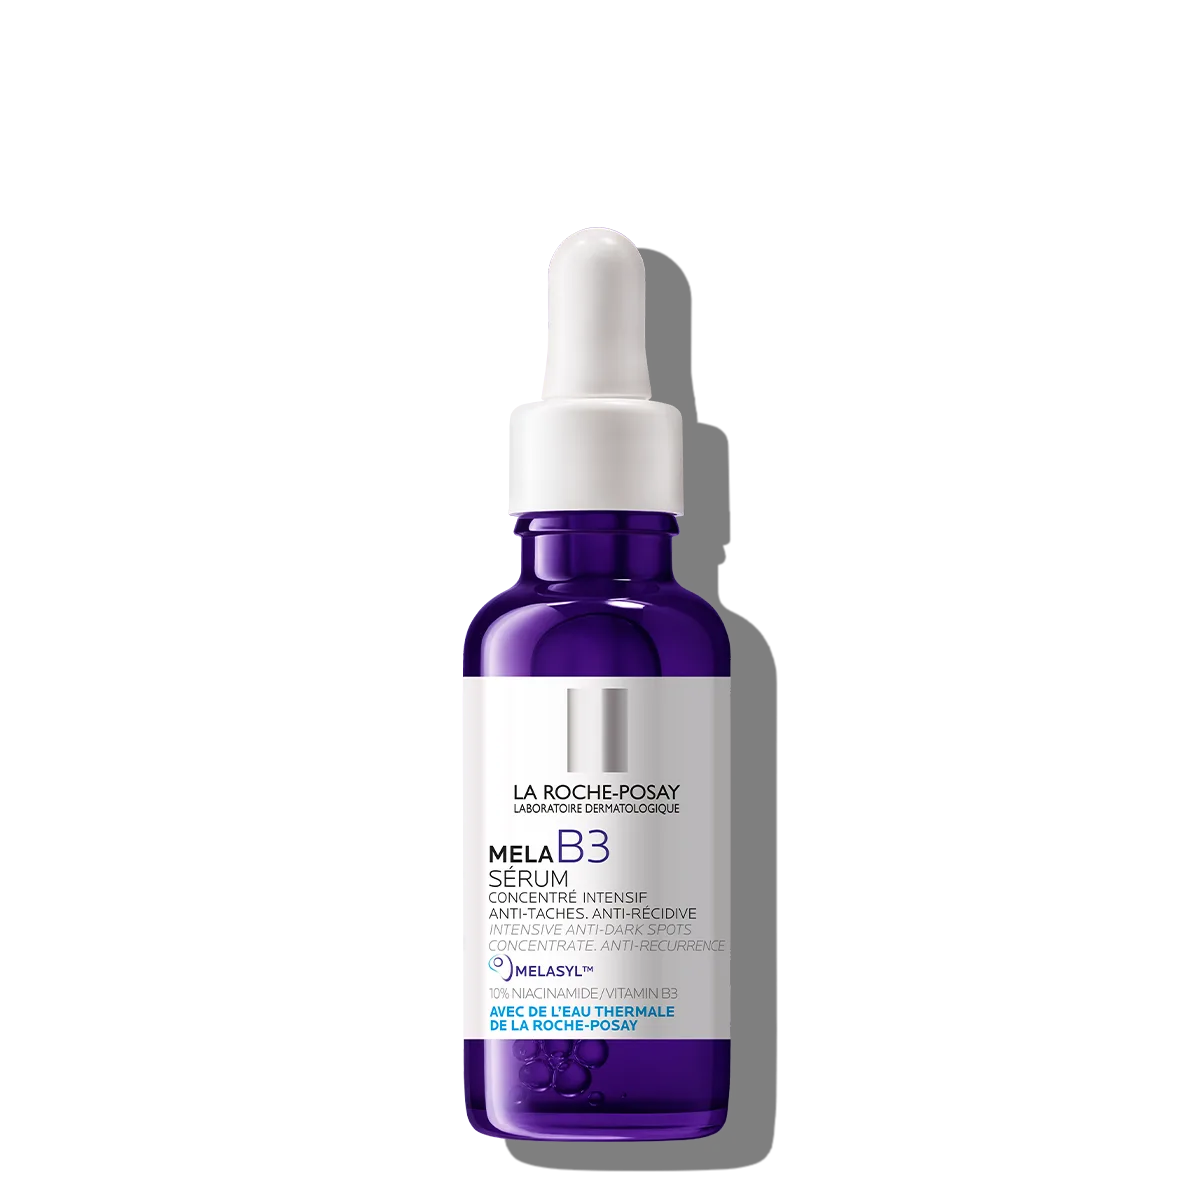 LA ROCHE-POSAY
LABORATOIRE DERMATOLOGIQUE
MELA B3
SÉRUM
CONCENTRÉ INTENSIF
ANTI-TACHES. ANTI-RÉCIDIVE
INTENSIVE ANTI-DARK SPOTS
CONCENTRATE. ANTI-RECURRENCE
MELASYL™
10% NIACINAMIDE/VITAMIN B3
AVEC DE L'EAU THERMALE
DE LA ROCHE-POSAY